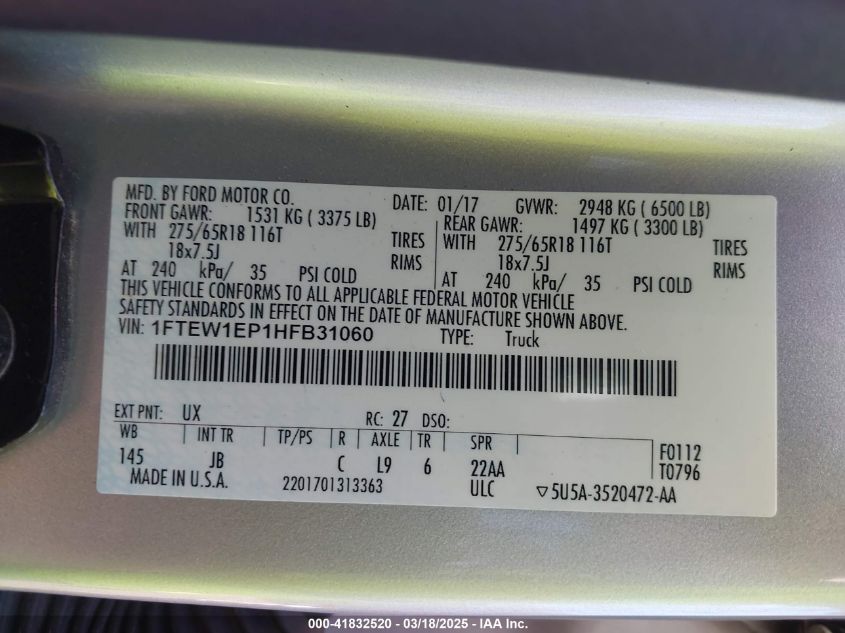 MFD. BY FORD MOTOR CO. DATE: 01/17 GVWR: 2948 KG ( 6500 LB)
FRONT GAWR: 1531 KG ( 3375 LB) REAR GAWR: 1497 KG ( 3300 LB)
WITH 275/65R18 116T TIRES WITH 275/65R18 116T TIRES
18x7.5J RIMS 18x7.5J RIMS
AT 240 kPa/ 35 PSI COLD AT 240 kPa/ 35 PSI COLD
THIS VEHICLE CONFORMS TO ALL APPLICABLE FEDERAL MOTOR VEHICLE
SAFETY STANDARDS IN EFFECT ON THE DATE OF MANUFACTURE SHOWN ABOVE.
VIN: 1FTEW1EP1HFB31060 TYPE: Truck
EXT PNT: UX RC: 27 DSO:
WB INT TR TP/PS R AXLE TR SPR F0112
145 JB C L9 6 22AA T0796
MADE IN U.S.A. 2201701313363 ULC ▽5U5A-3520472-AA
000-41832520 - 03/18/2025 - IAA Inc.